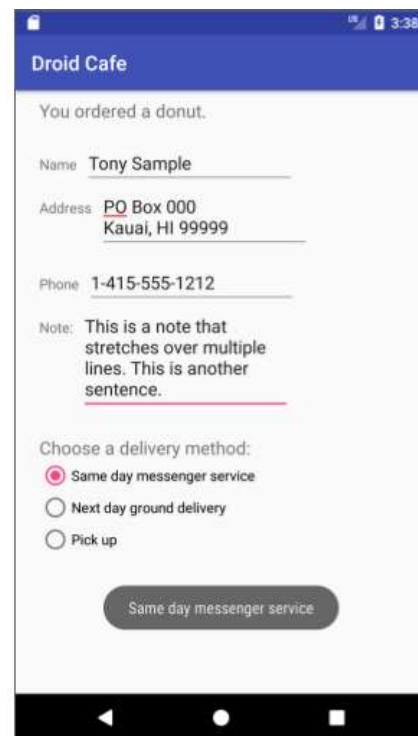 3:38
Droid Cafe
You ordered a donut.
Name Tony Sample
Address PO Box 000
Kauai, HI 99999
Phone 1-415-555-1212
Note: This is a note that
stretches over multiple
lines. This is another
sentence.
Choose a delivery method:
Same day messenger service
Next day ground delivery
Pick up
Same day messenger service